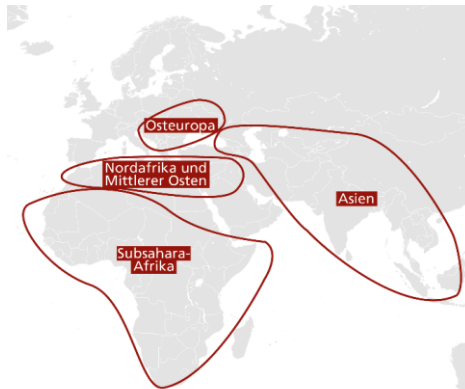 Osteuropa
Nordafrika und
Mittlerer Osten
Asien
Subsahara-
Afrika